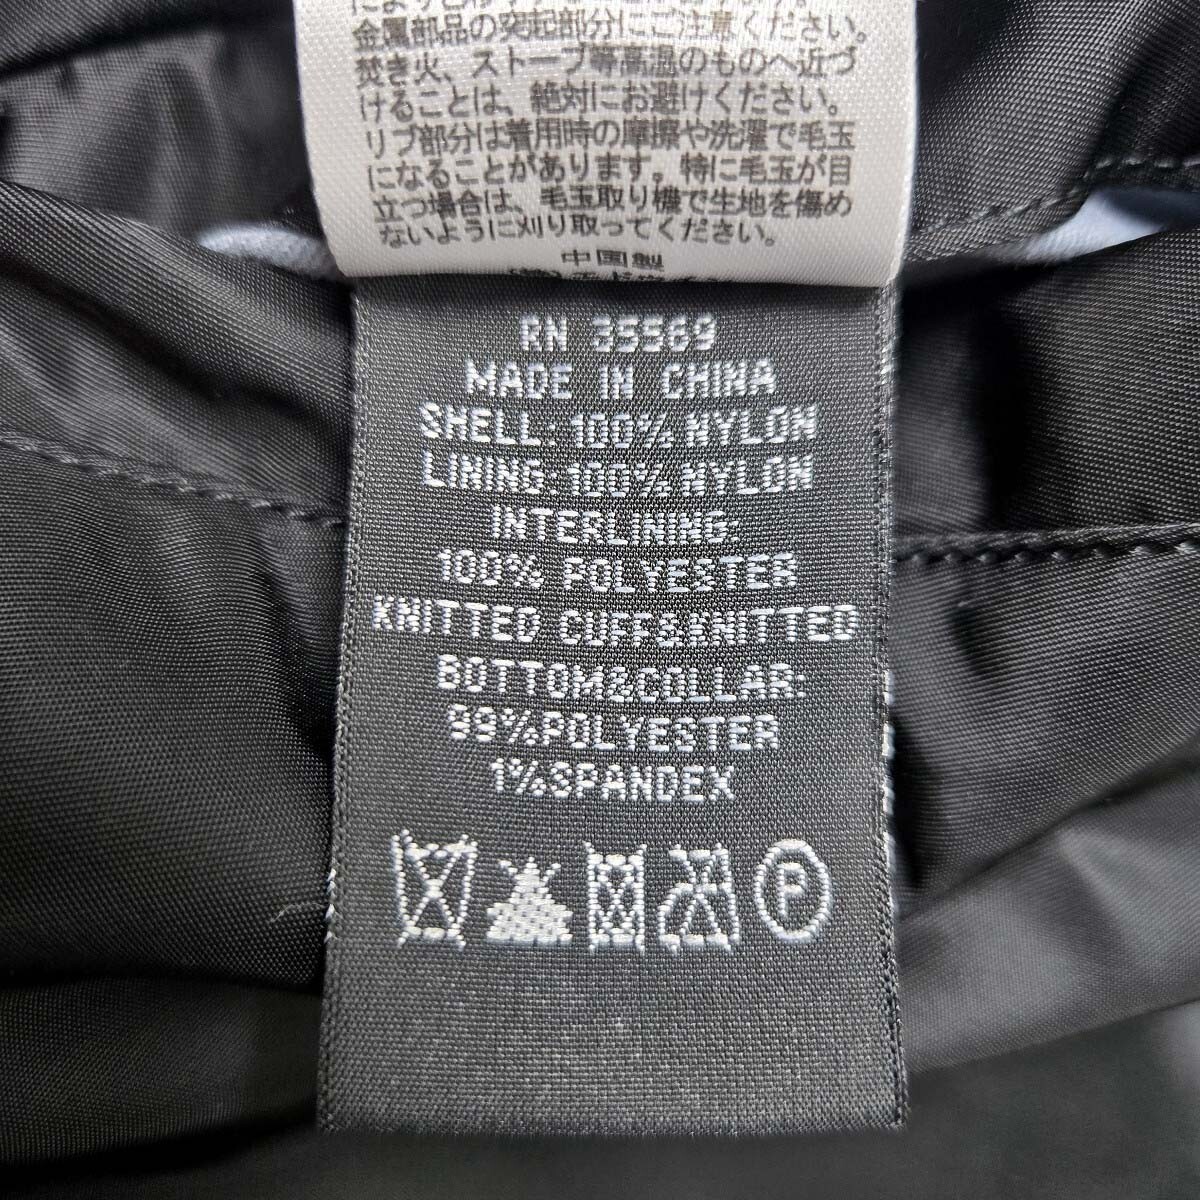 金属部品の突起部分にご注意ください。
焚き火、ストーブ等高温のものへ近づ
けることは、絶対にお避けください。
リブ部分は着用時の摩擦や洗濯で毛玉
になることがあります。特に毛玉が目
立つ場合は、毛玉取り機で生地を傷め
ないように刈り取ってください。
中国製
RN 35569
MADE IN CHINA
SHELL: 100% NYLON
LINING:100% NYLON
INTERLINING:
100% POLYESTER
KNITTED CUFF&KNITTED
BOTTOM&COLLAR:
99%POLYESTER
1%SPANDEX
P